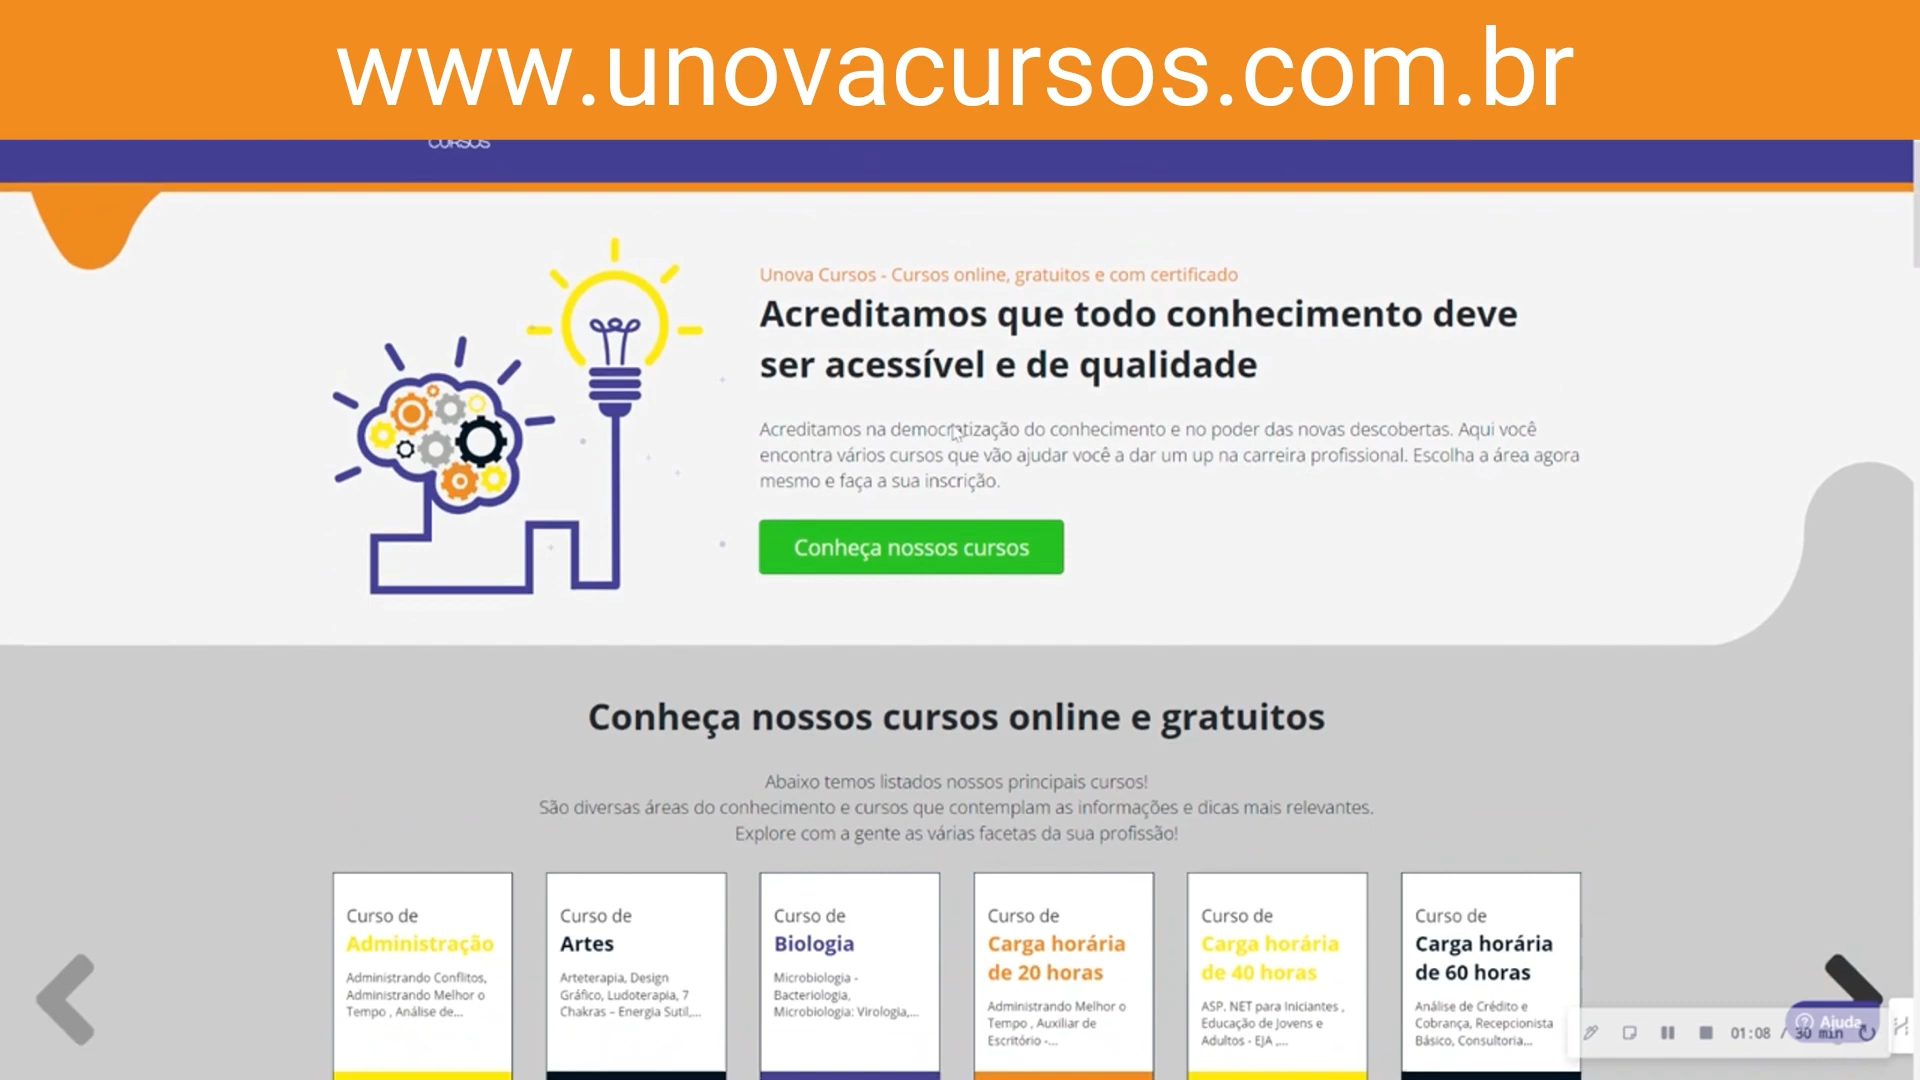 www.unovacursos.com.br
CURSOS
Unova Cursos - Cursos online, gratuitos e com certificado
Acreditamos que todo conhecimento deve
ser acessível e de qualidade
Acreditamos na democratização do conhecimento e no poder das novas descobertas. Aqui você
encontra vários cursos que vão ajudar você a dar um up na carreira profissional. Escolha a área agora
mesmo e faça a sua inscrição.
Conheça nossos cursos
Conheça nossos cursos online e gratuitos
Abaixo temos listados nossos principais cursos!
São diversas áreas do conhecimento e cursos que contemplam as informações e dicas mais relevantes.
Explore com a gente as várias facetas da sua profissão!
Curso de
Administração
Administrando Conflitos,
Administrando Melhor o
Tempo , Análise de...
Curso de
Artes
Arteterapia, Design
Gráfico, Ludoterapia, 7
Chakras – Energia Sutil,...
Curso de
Biologia
Microbiologia -
Bacteriologia,
Microbiologia: Virologia,...
Curso de
Carga horária
de 20 horas
Administrando Melhor o
Tempo , Auxiliar de
Escritório -...
Curso de
Carga horária
de 40 horas
ASP. NET para Iniciantes ,
Educação de Jovens e
Adultos - EJA ,...
Curso de
Carga horária
de 60 horas
Análise de Crédito e
Cobrança, Recepcionista
Básico, Consultoria...
Ajuda
01:08 / 30 min